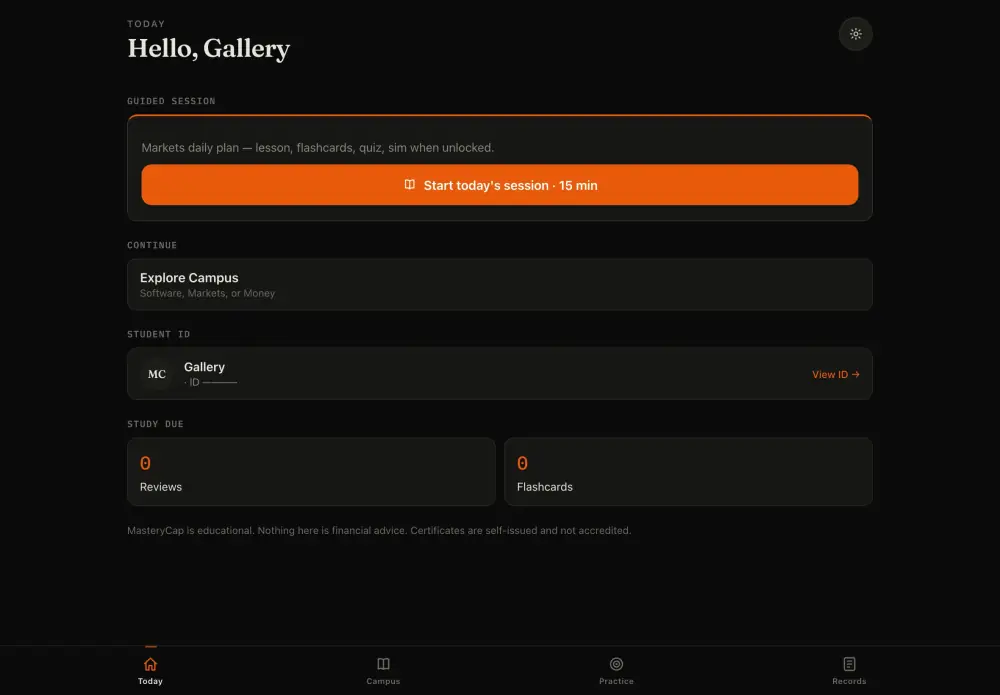 TODAY
Hello, Gallery
GUIDED SESSION
Markets daily plan — lesson, flashcards, quiz, sim when unlocked.
Start today's session · 15 min
CONTINUE
Explore Campus
Software, Markets, or Money
STUDENT ID
MC
Gallery
· ID ————
View ID →
STUDY DUE
0
Reviews
0
Flashcards
MasteryCap is educational. Nothing here is financial advice. Certificates are self-issued and not accredited.
Today
Campus
Practice
Records